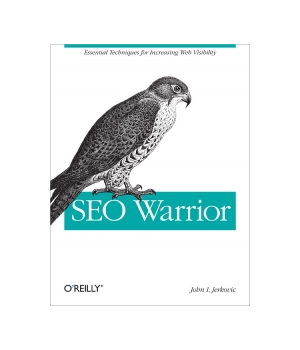 Essential Techniques for Increasing Web Visibility
SEO Warrior
O'REILLY®
John I. Jerkovic